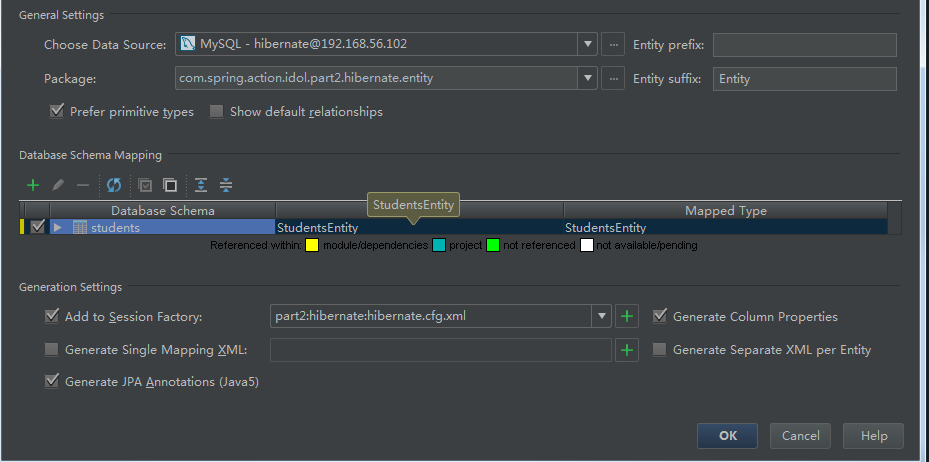 General Settings
Choose Data Source: MySQL - hibernate@192.168.56.102 ... Entity prefix:
Package: com.spring.action.idol.part2.hibernate.entity ... Entity suffix: Entity
Prefer primitive types Show default relationships
Database Schema Mapping
StudentsEntity
Database Schema Mapped Type
students StudentsEntity StudentsEntity
Referenced within: module/dependencies project not referenced not available/pending
Generation Settings
Add to Session Factory: part2:hibernate:hibernate.cfg.xml Generate Column Properties
Generate Single Mapping XML: Generate Separate XML per Entity
Generate JPA Annotations (Java5)
OK Cancel Help